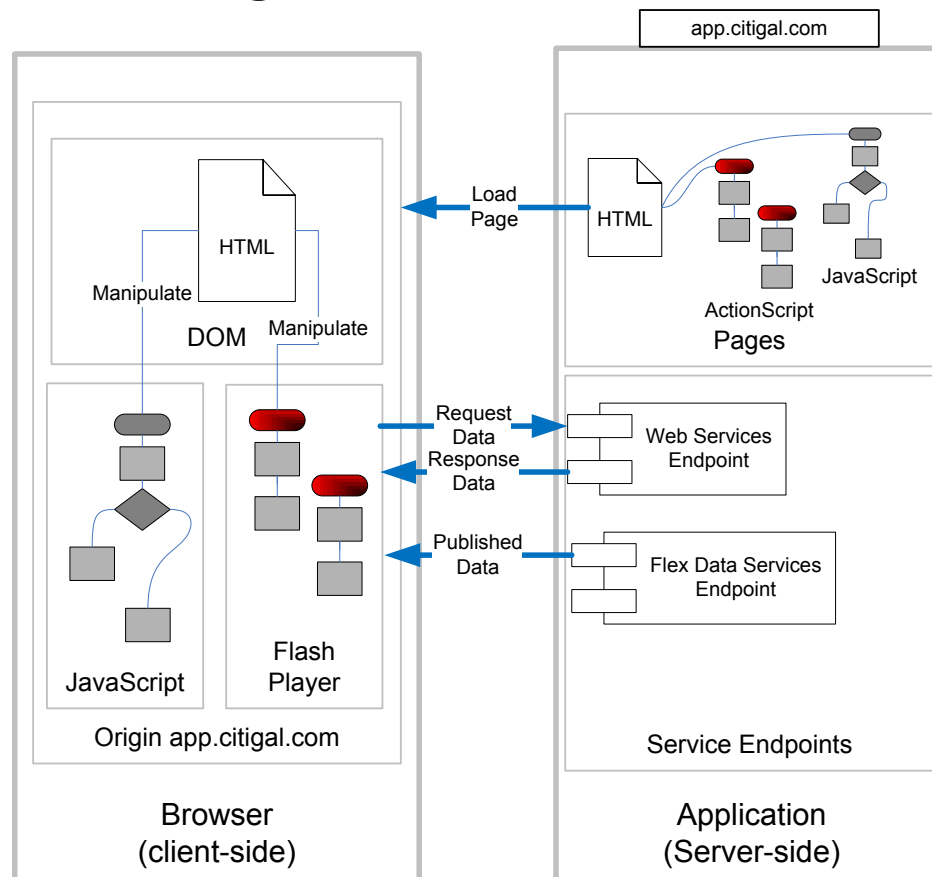 app.citigal.com
HTML
Manipulate
Manipulate
DOM
JavaScript
Flash
Player
Origin app.citigal.com
Browser
(client-side)
Load
Page
Request
Data
Response
Data
Published
Data
HTML
ActionScript
JavaScript
Pages
Web Services
Endpoint
Flex Data Services
Endpoint
Service Endpoints
Application
(Server-side)